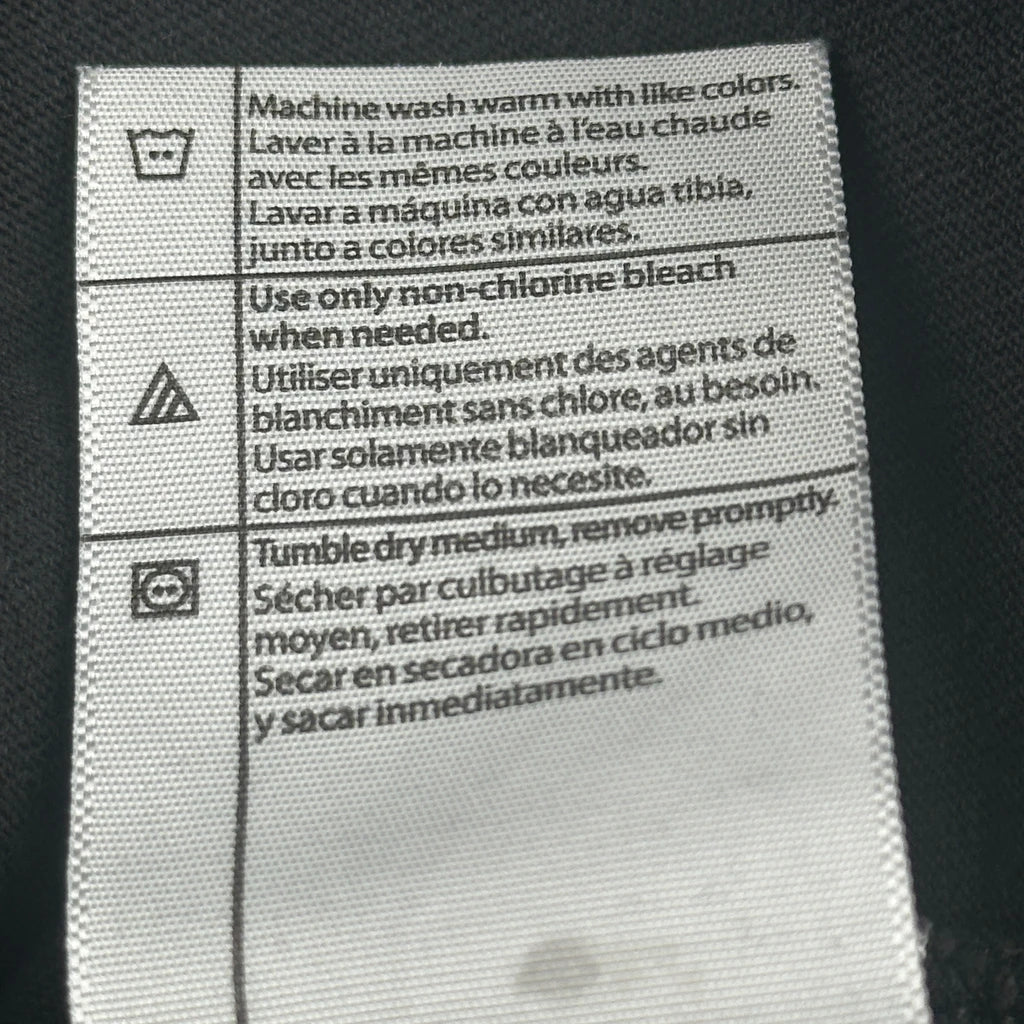 Machine wash warm with like colors.
Laver à la machine à l'eau chaude
avec les mêmes couleurs.
Lavar a máquina con agua tibia,
junto a colores similares.
Use only non-chlorine bleach
when needed.
Utiliser uniquement des agents de
blanchiment sans chlore, au besoin.
Usar solamente blanqueador sin
cloro cuando lo necesite.
Tumble dry medium, remove promptly.
Sécher par culbutage à réglage
moyen, retirer rapidement.
Secar en secadora en ciclo medio,
y sacar inmediatamente.